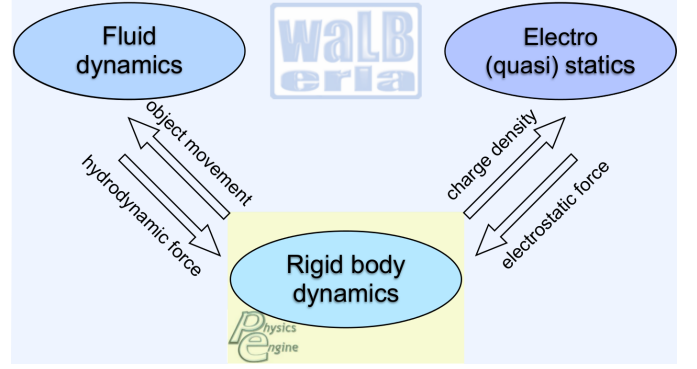 Fluid
dynamics
waLB
erla
Electro
(quasi) statics
object movement
hydrodynamic force
charge density
electrostatic force
Rigid body
dynamics
Physics
Engine